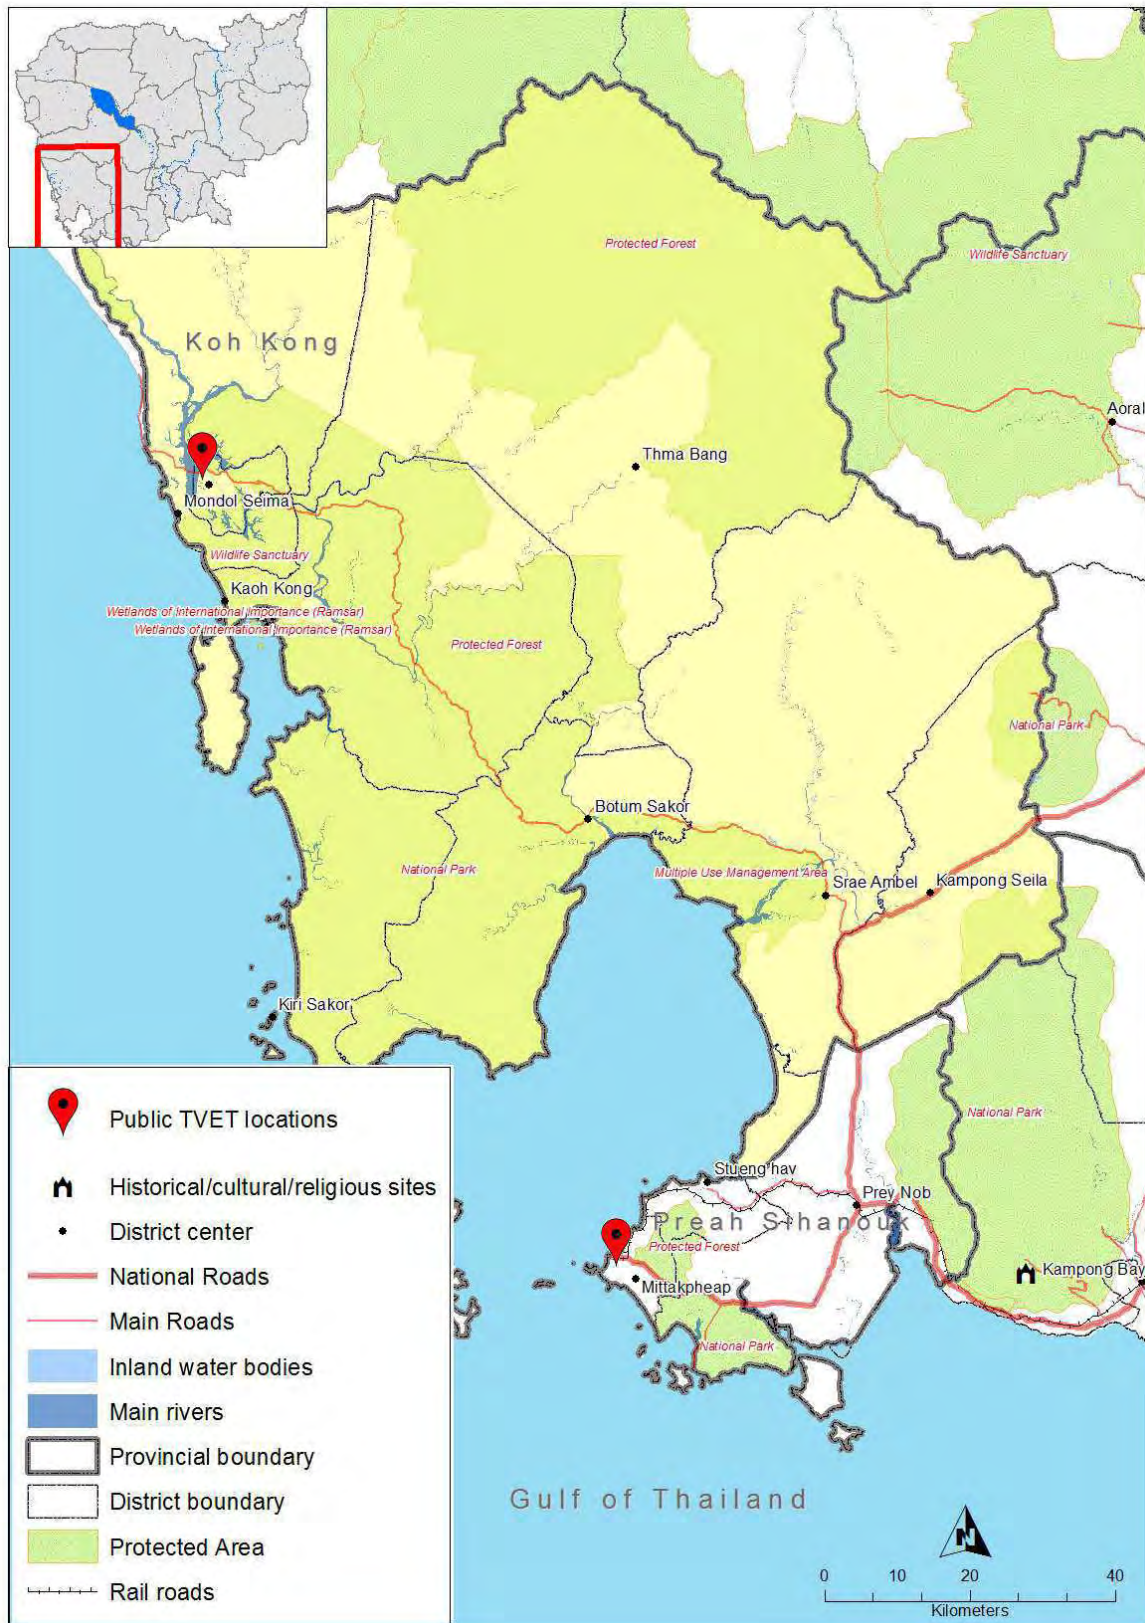 Protected Forest
Wildlife Sanctuary
Koh Kong
Aoral
Thma Bang
Mondol Seima
Wildlife Sanctuary
Kaoh Kong
Wetlands of International Importance (Ramsar)
Wetlands of International Importance (Ramsar)
Protected Forest
National Park
Botum Sakor
National Park
Multiple Use Management Area
Srae Ambel
Kampong Seila
Kiri Sakor
National Park
Stueng hav
Prey Nob
Preah Sihanouk
Protected Forest
Kampong Bay
Mittakpheap
National Park
Gulf of Thailand
Public TVET locations
Historical/cultural/religious sites
District center
National Roads
Main Roads
Inland water bodies
Main rivers
Provincial boundary
District boundary
Protected Area
Rail roads
N
0 10 20 40
Kilometers